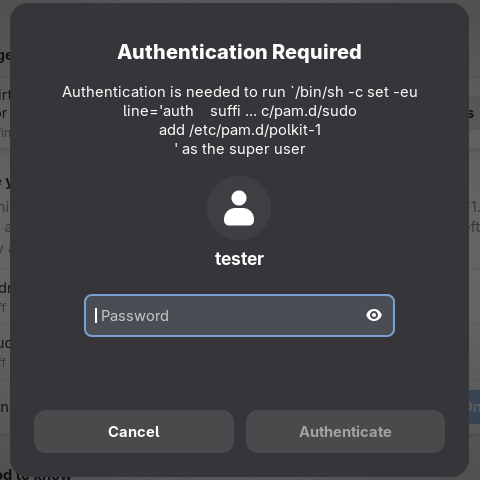 Authentication Required
Authentication is needed to run `/bin/sh -c set -eu
line='auth    suffi ... c/pam.d/sudo
add /etc/pam.d/polkit-1
' as the super user
tester
Password
Cancel
Authenticate